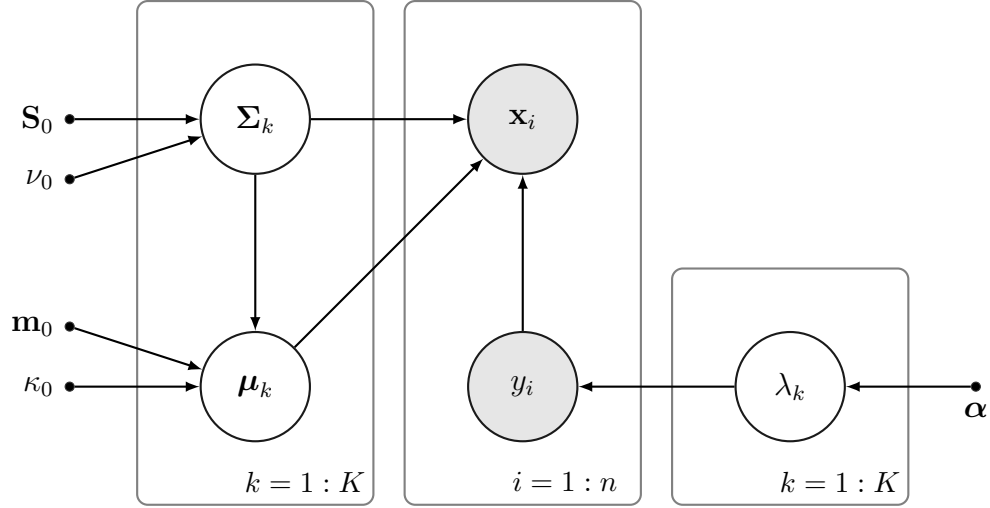 𝐒₀
𝚺ₖ
𝐱ᵢ
ν₀
𝐦₀
κ₀
𝛍ₖ
yᵢ
λₖ
𝛂
k = 1 : K
i = 1 : n
k = 1 : K